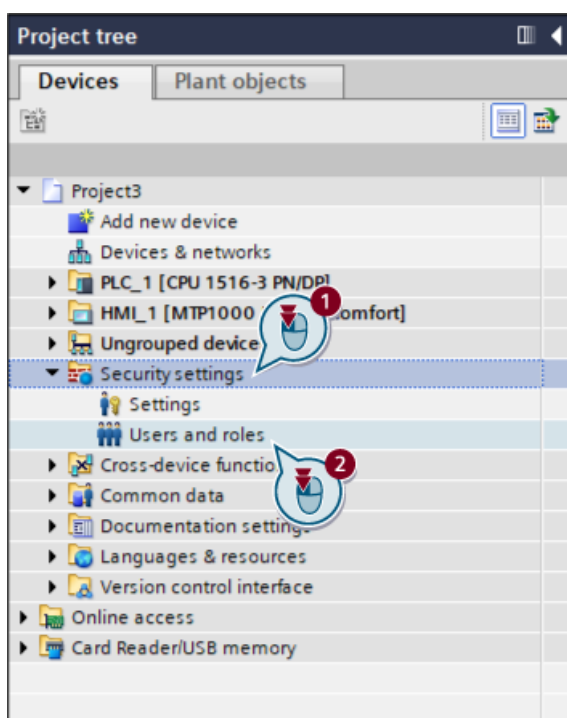 Project tree
Devices
Plant objects
Project3
Add new device
Devices & networks
PLC_1 [CPU 1516-3 PN/DP]
HMI_1 [MTP1000 omfort]
1
Ungrouped device
Security settings
Settings
Users and roles
Cross-device functio
2
Common data
Documentation settings
Languages & resources
Version control interface
Online access
Card Reader/USB memory